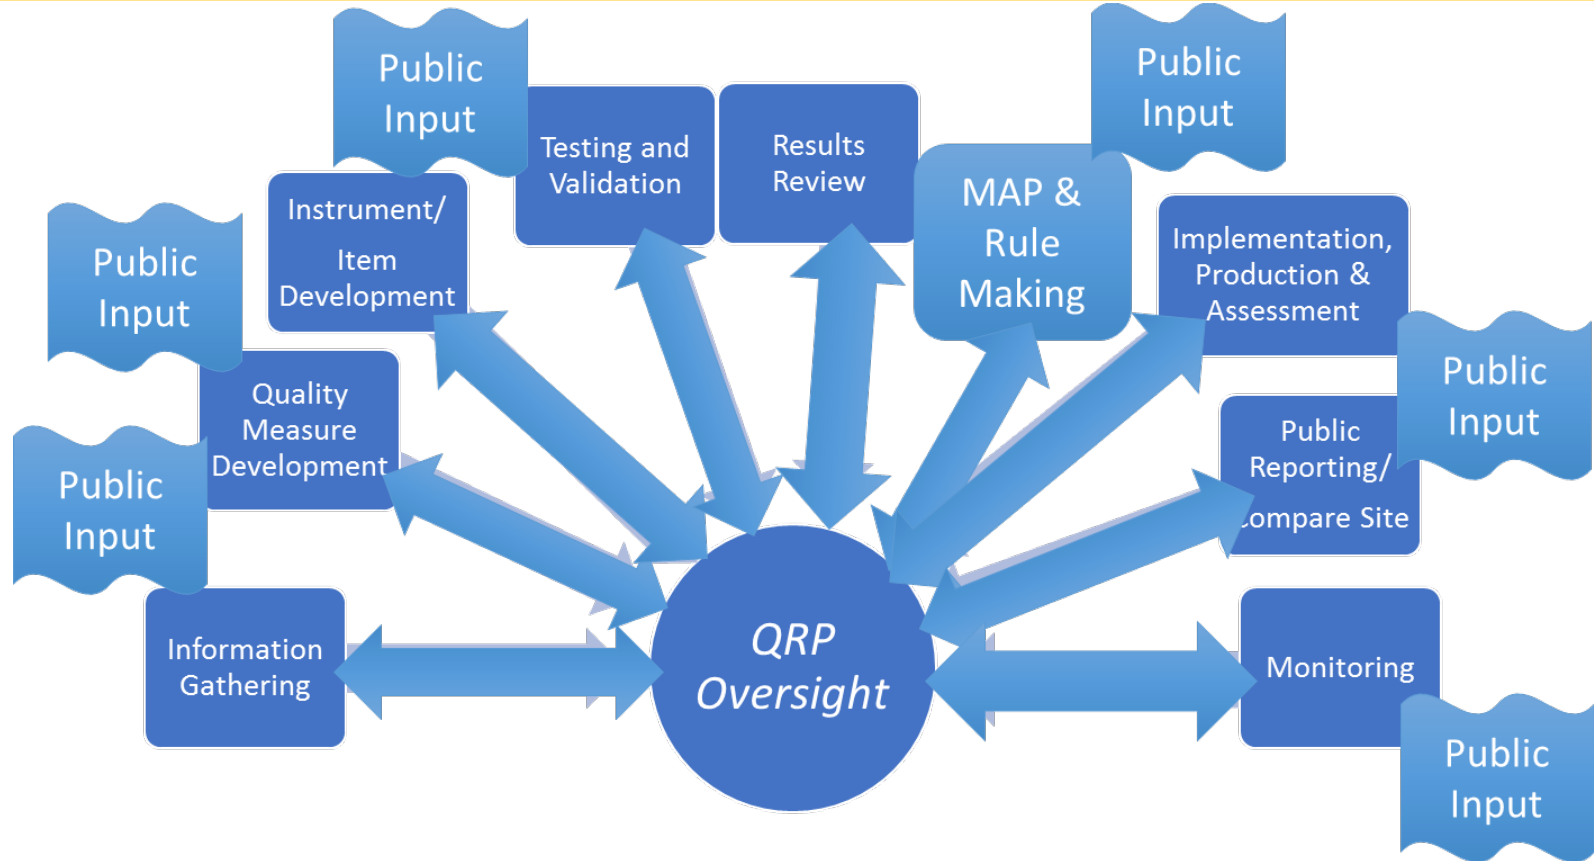 Public
Input
Public
Input
Testing and
Validation
Results
Review
MAP &
Rule
Making
Instrument/
Item
Development
Implementation,
Production &
Assessment
Public
Input
Public
Input
Quality
Measure
Development
Public
Reporting/
Compare Site
Public
Input
Information
Gathering
QRP
Oversight
Monitoring
Public
Input